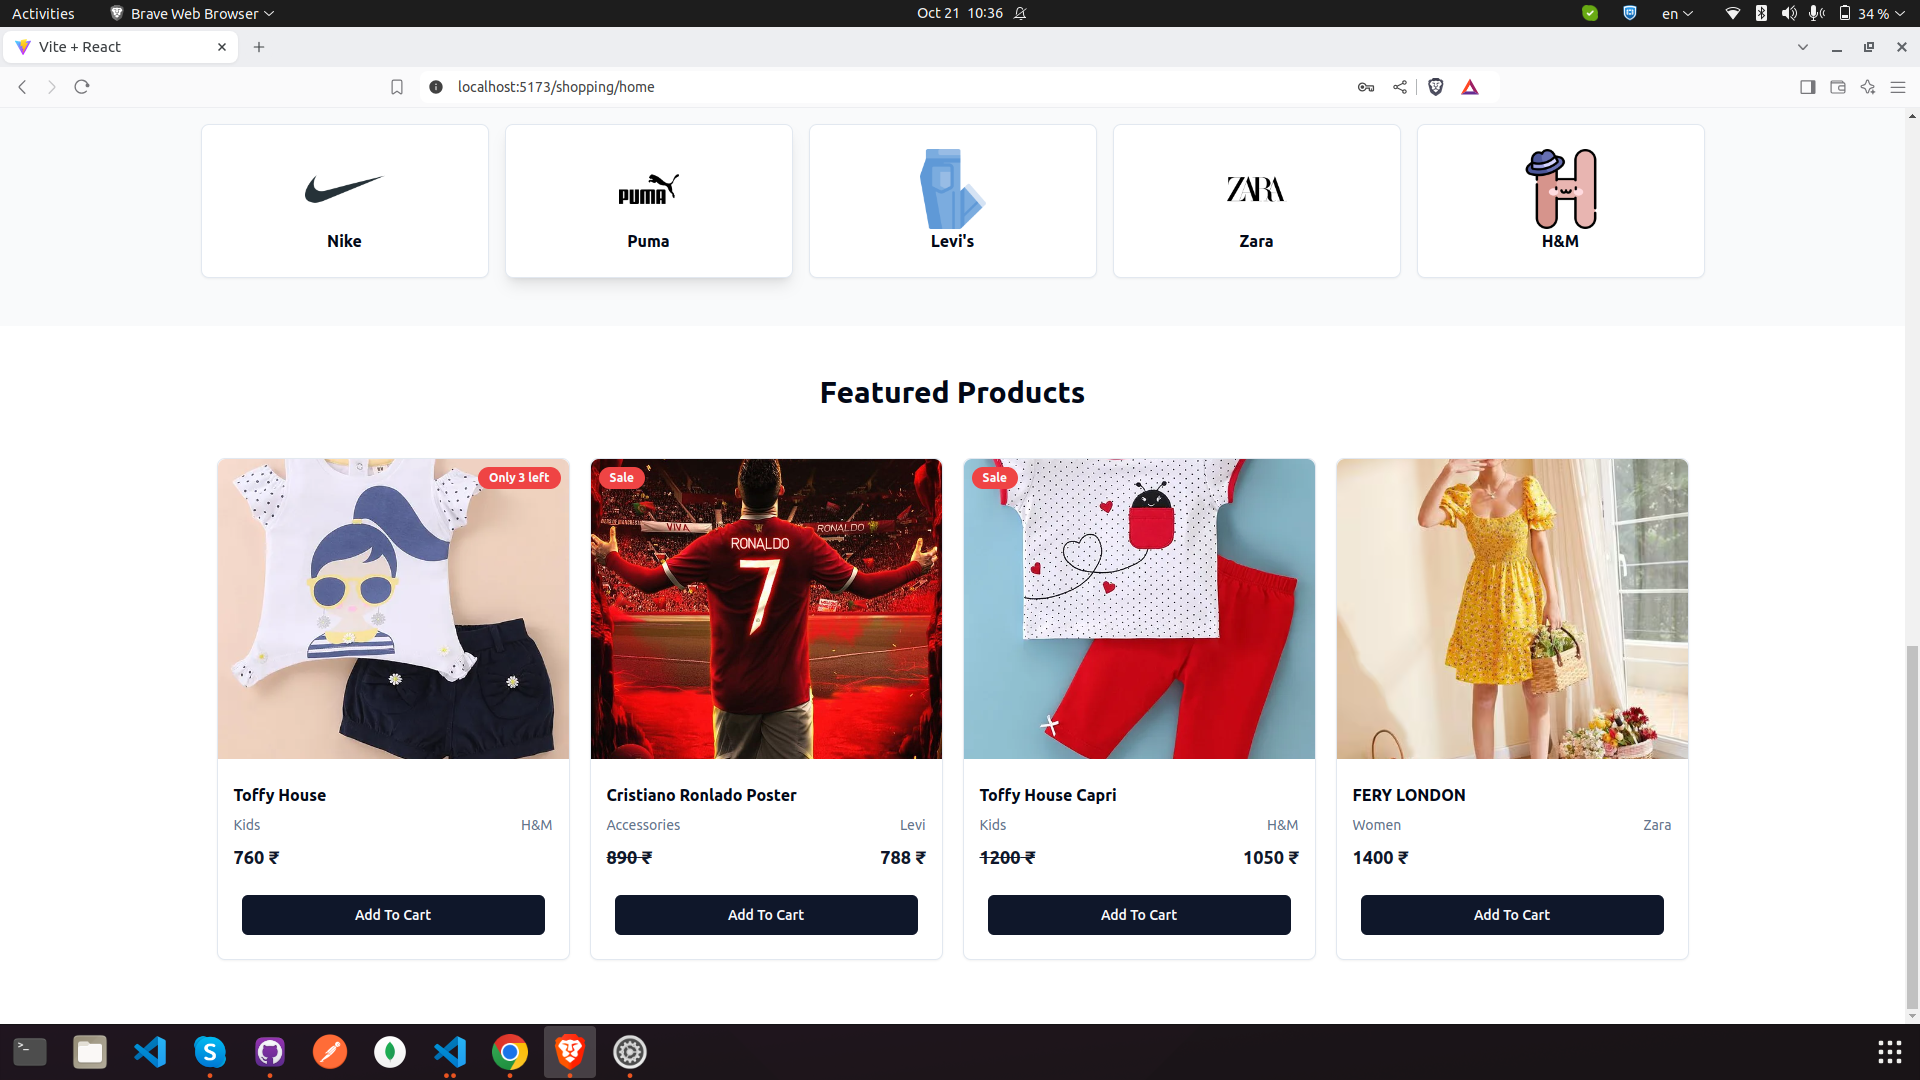 Activities
Brave Web Browser
Oct 21 10:36
en
34 %
Vite + React
localhost:5173/shopping/home
PUMA
ZARA
Nike
Puma
Levi's
Zara
H&M
Featured Products
Only 3 left
Sale
VIVA
RONALDO
RONALDO
7
Sale
Toffy House
Kids
H&M
760 ₹
Add To Cart
Cristiano Ronlado Poster
Accessories
Levi
890 ₹
788 ₹
Add To Cart
Toffy House Capri
Kids
H&M
1200 ₹
1050 ₹
Add To Cart
FERY LONDON
Women
Zara
1400 ₹
Add To Cart